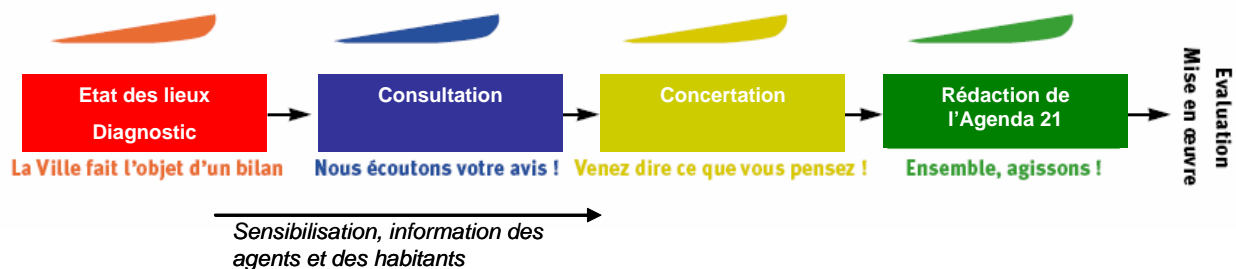 Etat des lieux
Diagnostic
La Ville fait l'objet d'un bilan
Consultation
Nous écoutons votre avis !
Concertation
Venez dire ce que vous pensez !
Rédaction de
l'Agenda 21
Ensemble, agissons !
Evaluation
Mise en œuvre
Sensibilisation, information des
agents et des habitants